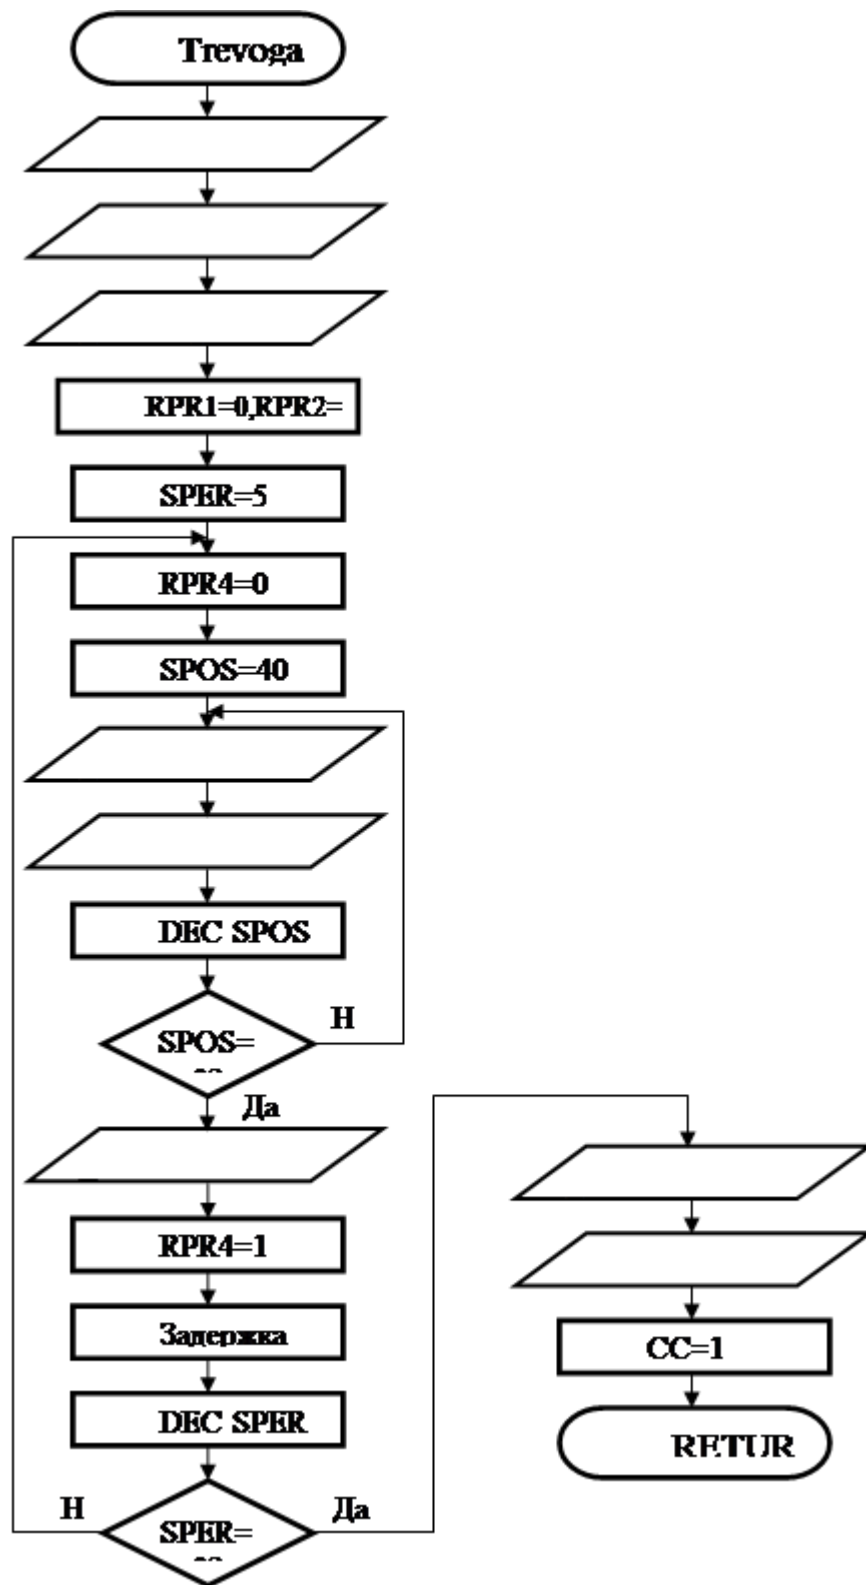 Trevoga
RPR1=0,RPR2=
SPER=5
RPR4=0
SPOS=40
DEC SPOS
SPOS=
Н
Да
RPR4=1
Задержка
DEC SPER
SPER=
Н
Да
CC=1
RETUR